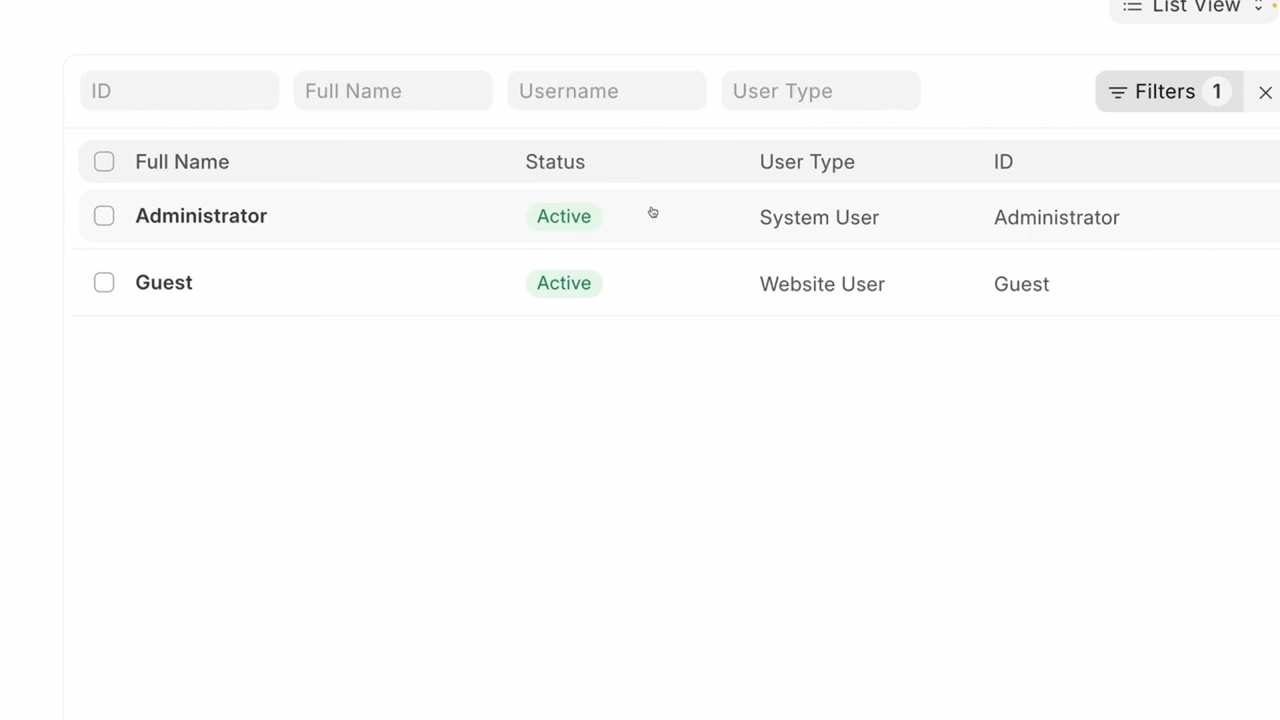 List View
ID Full Name Username User Type Filters 1
Full Name Status User Type ID
Administrator Active System User Administrator
Guest Active Website User Guest